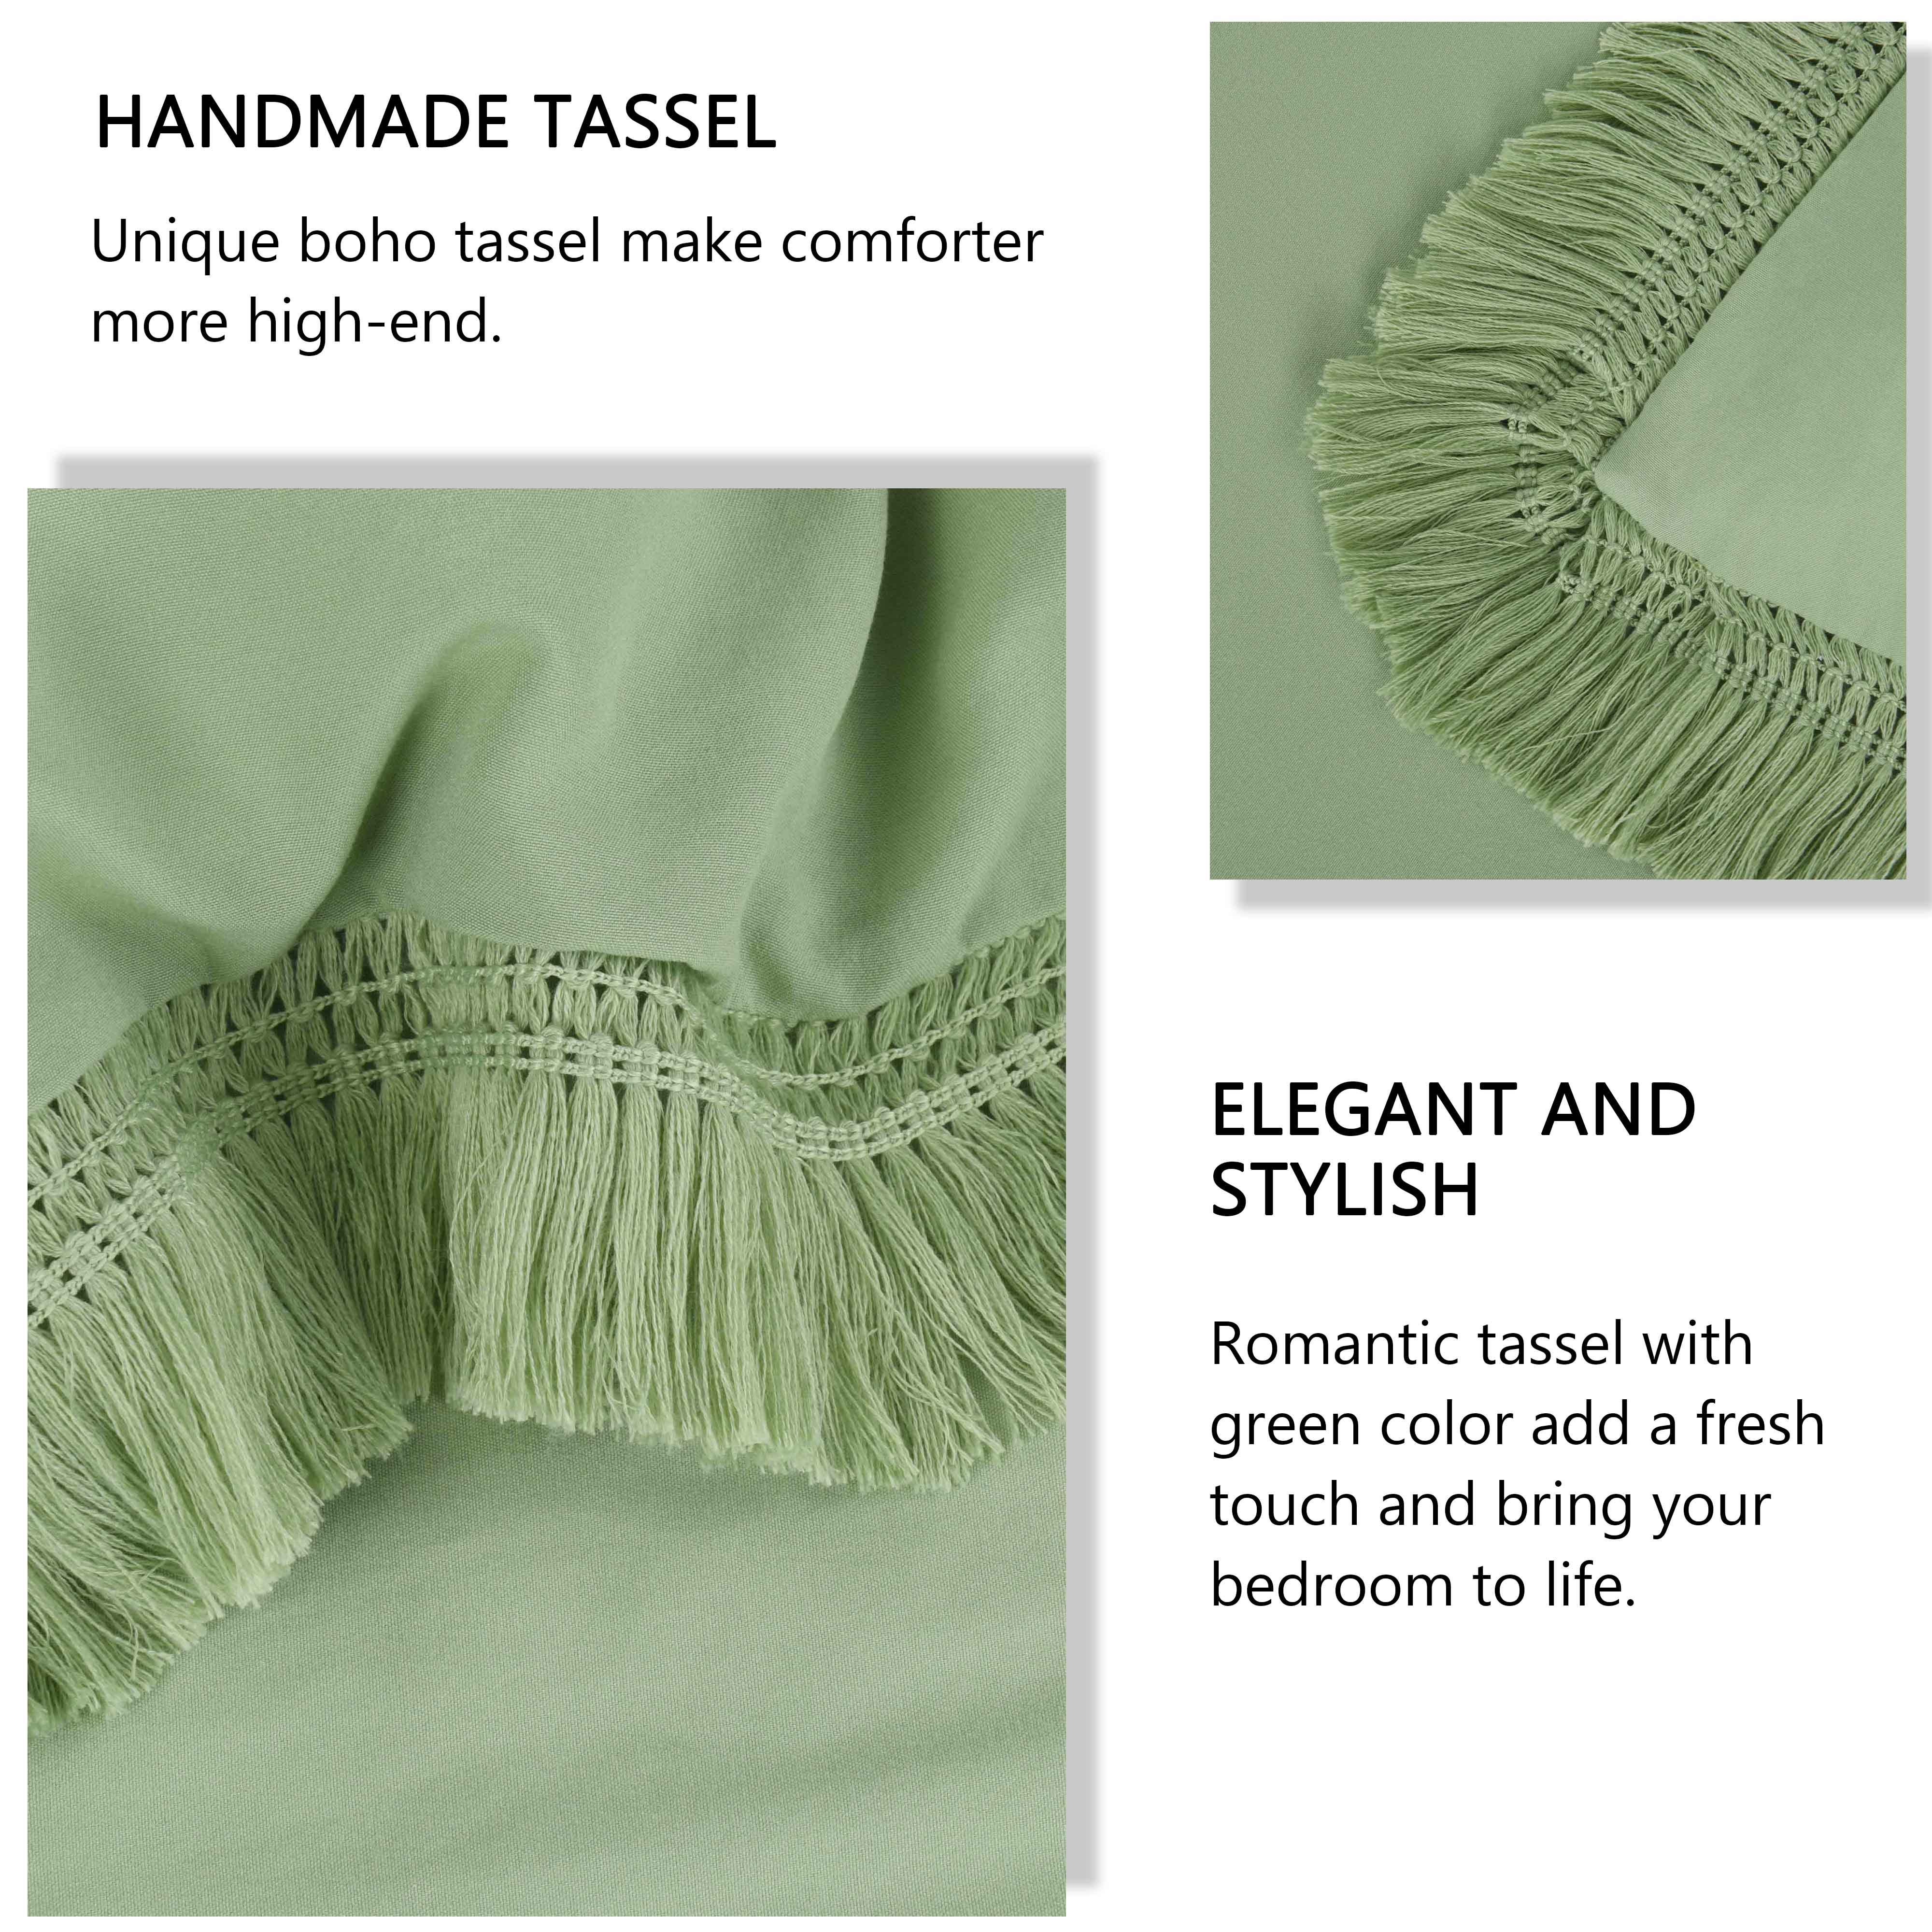 HANDMADE TASSEL
Unique boho tassel make comforter
more high-end.
ELEGANT AND
STYLISH
Romantic tassel with
green color add a fresh
touch and bring your
bedroom to life.